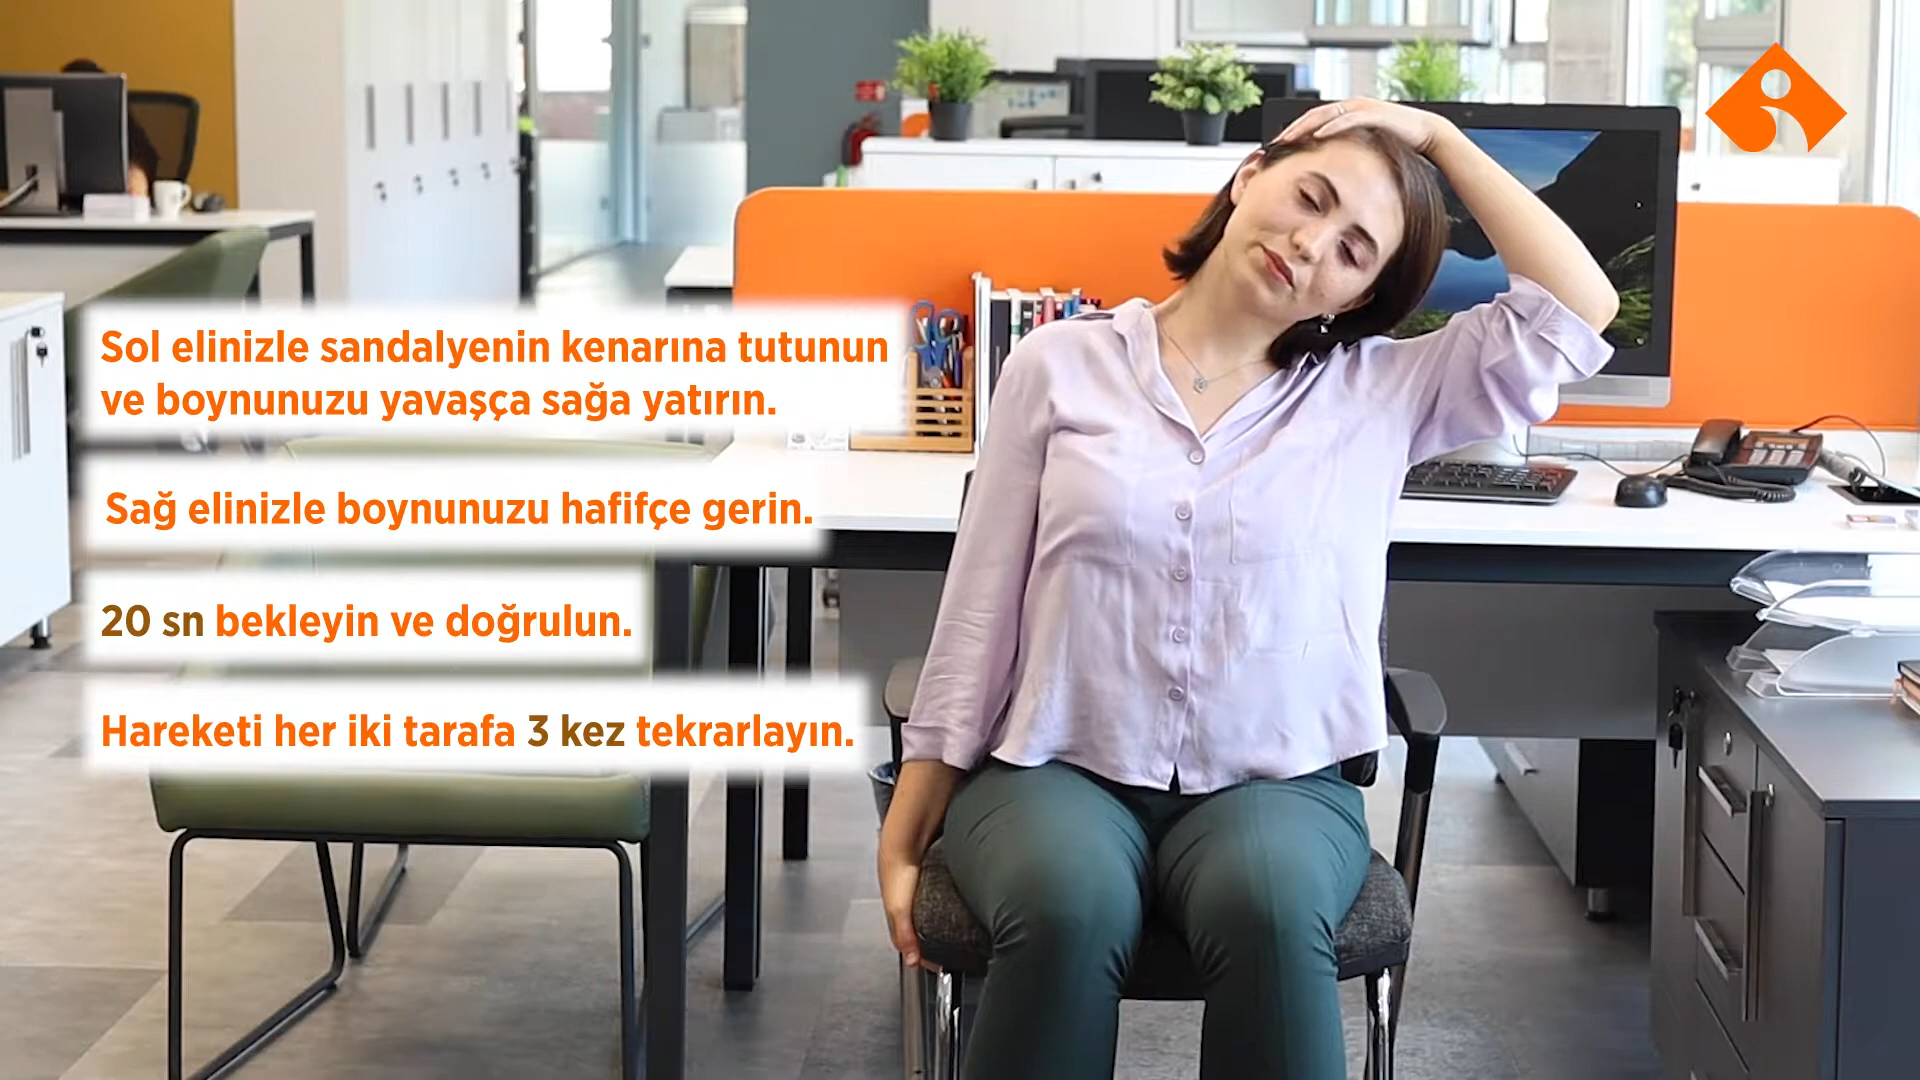 Sol elinizle sandalyenin kenarına tutunun
ve boynunuzu yavaşça sağa yatırın.
Sağ elinizle boynunuzu hafifçe gerin.
20 sn bekleyin ve doğrulun.
Hareketi her iki tarafa 3 kez tekrarlayın.